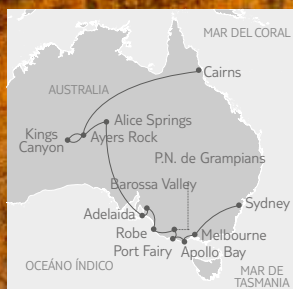 MAR DEL CORAL
Cairns
AUSTRALIA
Alice Springs
Kings
Canyon
Ayers Rock
P.N. de Grampians
Barossa Valley
Sydney
Adelaida
Robe
Melbourne
Port Fairy
Apollo Bay
OCEÁNO ÍNDICO
MAR DE
TASMANIA